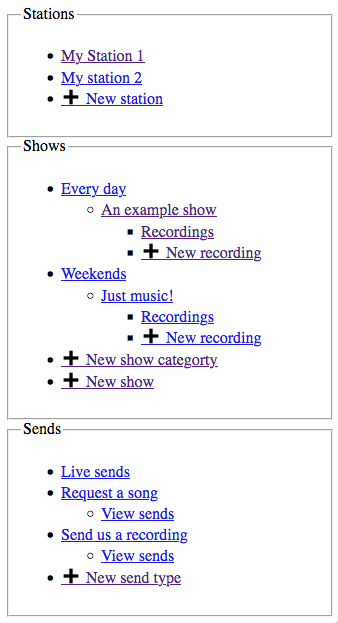 Stations
My Station 1
My station 2
New station
Shows
Every day
An example show
Recordings
New recording
Weekends
Just music!
Recordings
New recording
New show categorty
New show
Sends
Live sends
Request a song
View sends
Send us a recording
View sends
New send type